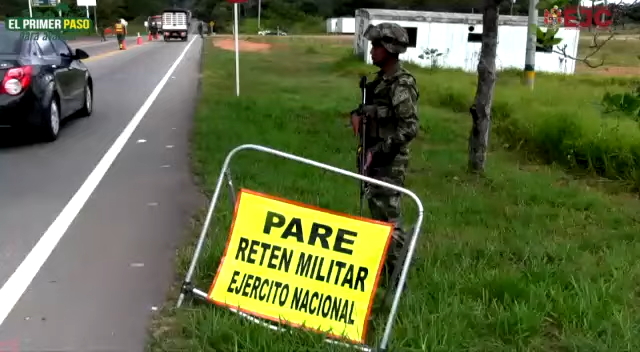 EL PRIMER PASO
EJC
PARE
RETEN MILITAR
EJERCITO NACIONAL